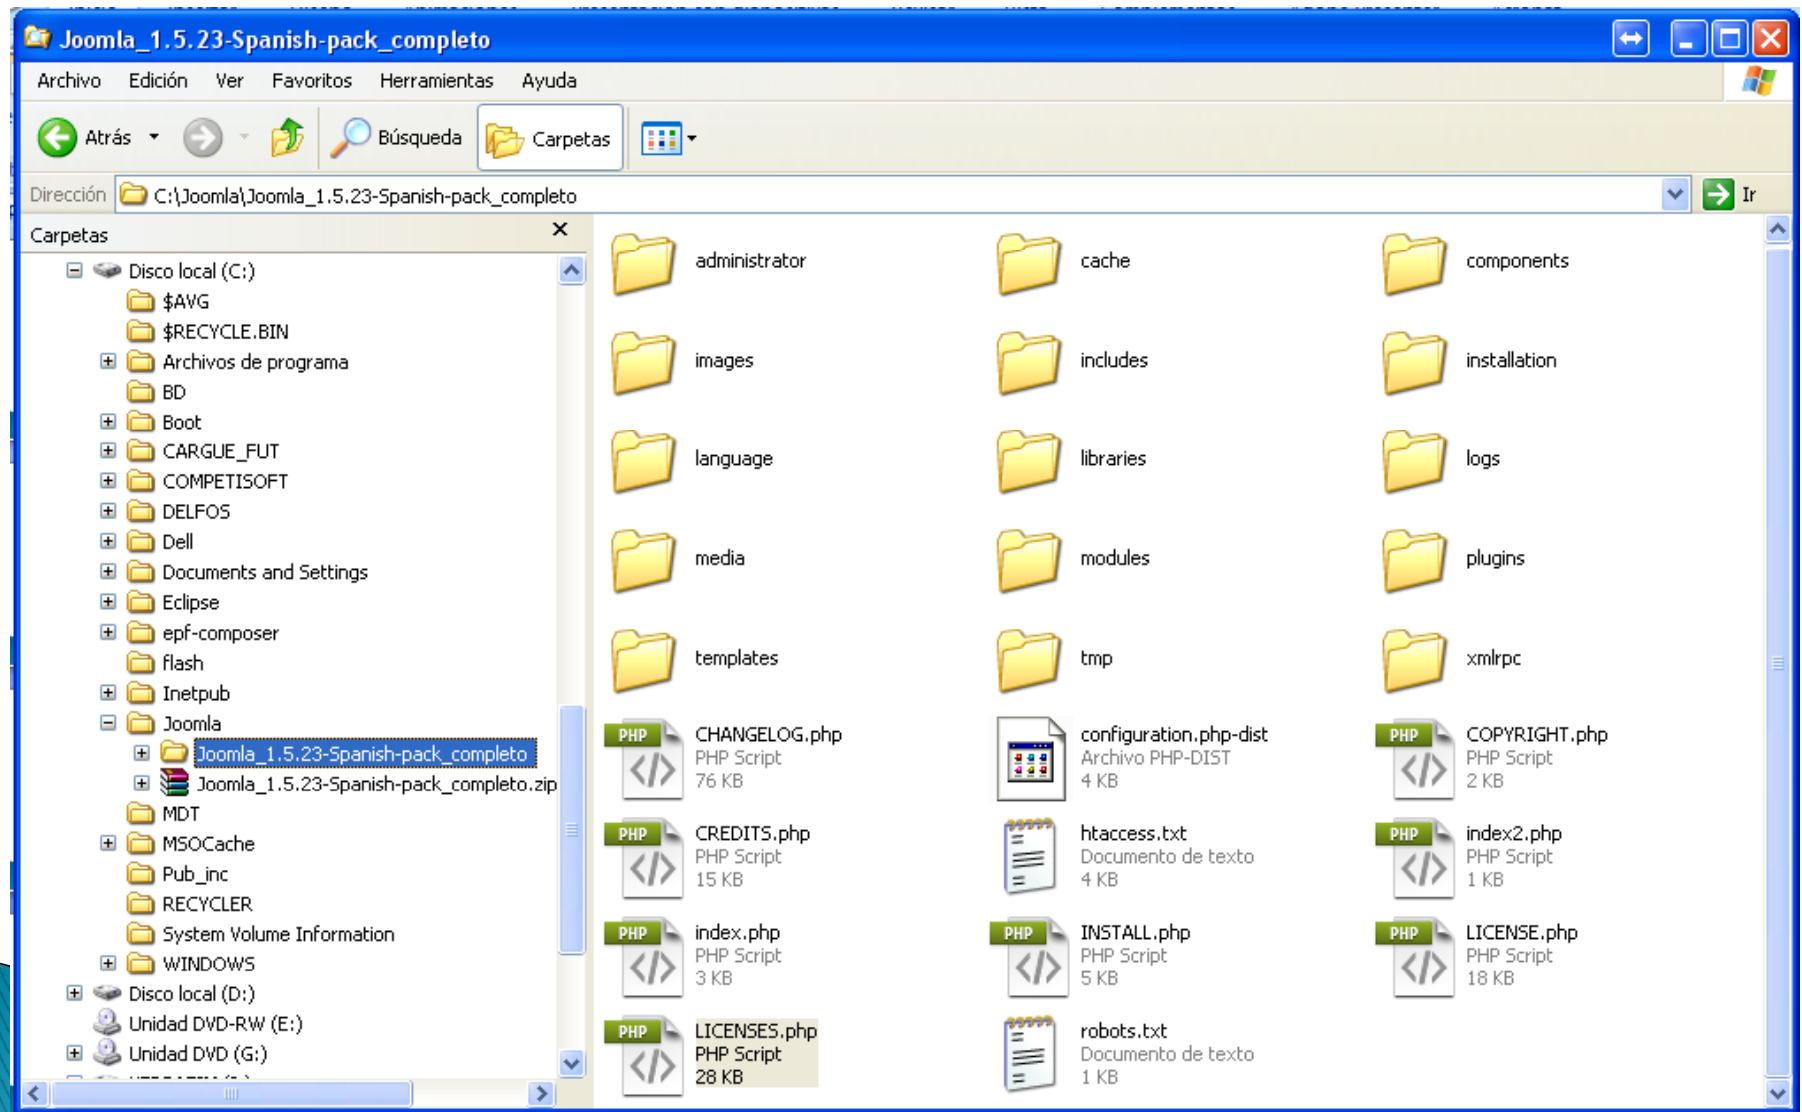 Joomla_1.5.23-Spanish-pack_completo
Archivo Edición Ver Favoritos Herramientas Ayuda
Atrás Búsqueda Carpetas
Dirección C:\Joomla\Joomla_1.5.23-Spanish-pack_completo Ir
Carpetas
Disco local (C:)
$AVG
$RECYCLE.BIN
Archivos de programa
BD
Boot
CARGUE_FUT
COMPETISOFT
DELFOS
Dell
Documents and Settings
Eclipse
epf-composer
flash
Inetpub
Joomla
Joomla_1.5.23-Spanish-pack_completo
Joomla_1.5.23-Spanish-pack_completo.zip
MDT
MSOCache
Pub_inc
RECYCLER
System Volume Information
WINDOWS
Disco local (D:)
Unidad DVD-RW (E:)
Unidad DVD (G:)
administrator cache components
images includes installation
language libraries logs
media modules plugins
templates tmp xmlrpc
CHANGELOG.php configuration.php-dist COPYRIGHT.php
PHP Script Archivo PHP-DIST PHP Script
76 KB 4 KB 2 KB
CREDITS.php htaccess.txt index2.php
PHP Script Documento de texto PHP Script
15 KB 4 KB 1 KB
index.php INSTALL.php LICENSE.php
PHP Script PHP Script PHP Script
3 KB 5 KB 18 KB
LICENSES.php robots.txt
PHP Script Documento de texto
28 KB 1 KB
PHP PHP
PHP PHP
PHP PHP PHP
PHP